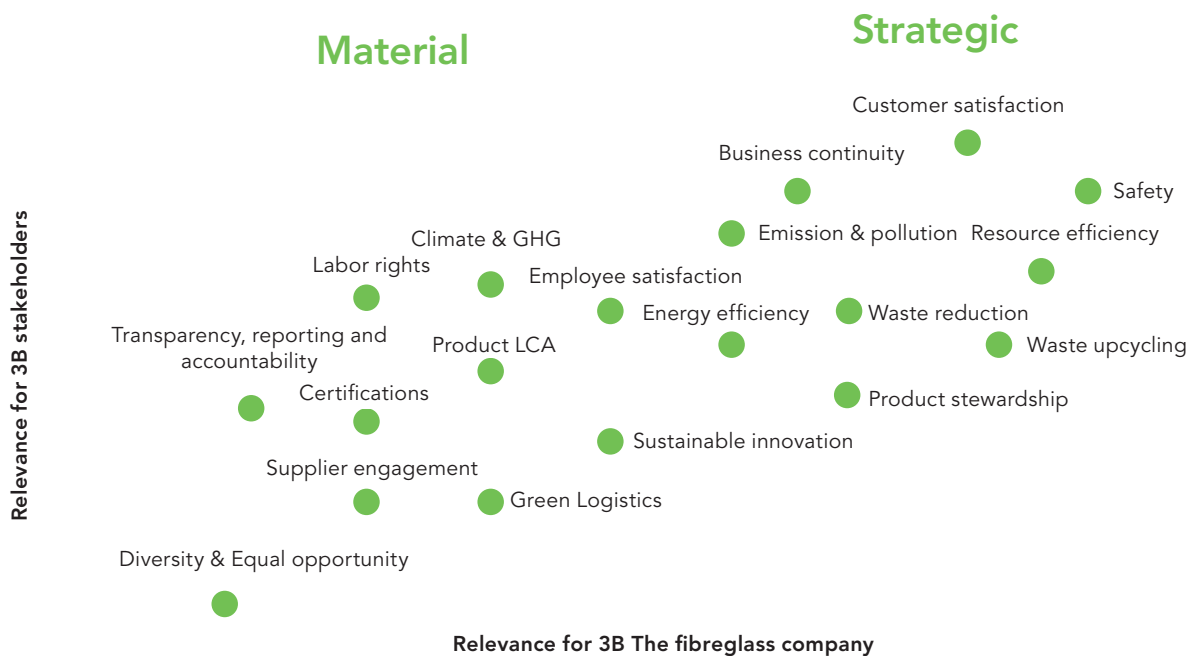 Material
Strategic
Customer satisfaction
Business continuity
Safety
Emission & pollution
Resource efficiency
Climate & GHG
Labor rights
Employee satisfaction
Energy efficiency
Waste reduction
Transparency, reporting and
accountability
Product LCA
Waste upcycling
Certifications
Product stewardship
Sustainable innovation
Supplier engagement
Green Logistics
Diversity & Equal opportunity
Relevance for 3B stakeholders
Relevance for 3B The fibreglass company